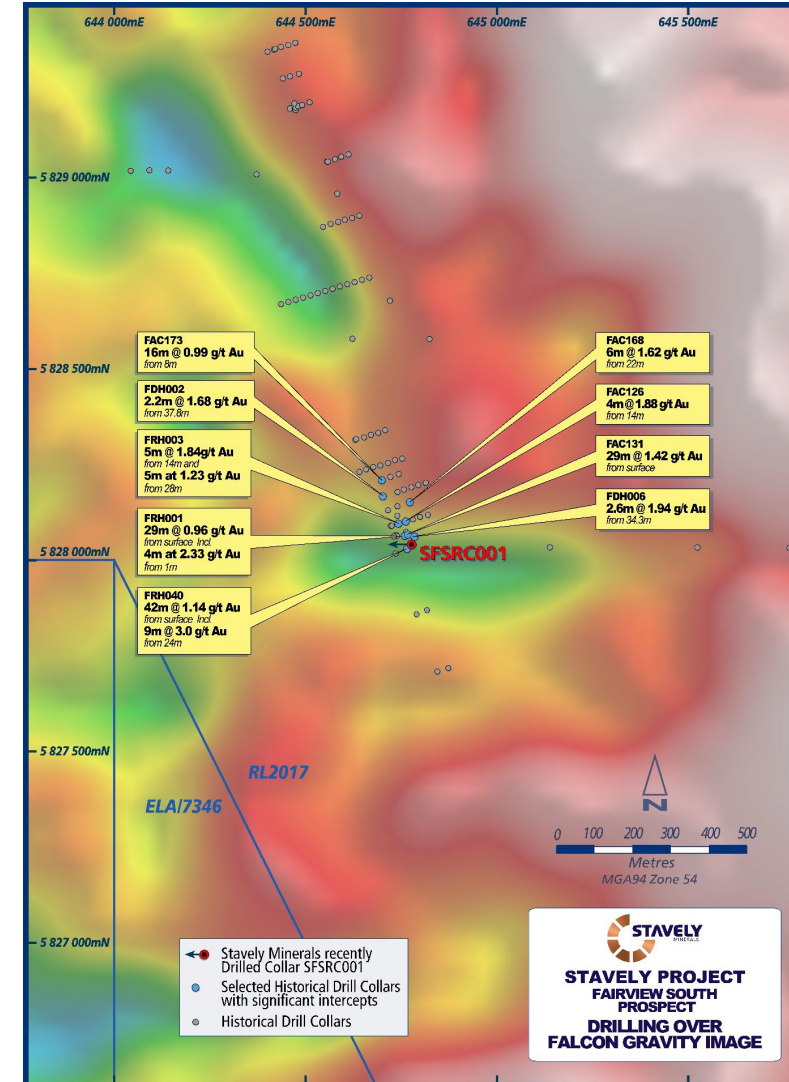 644 000mE
644 500mE
645 000mE
645 500mE
5 829 000mN
5 828 500mN
5 828 000mN
5 827 500mN
5 827 000mN
FAC173
16m @ 0.99 g/t Au
from 8m
FDH002
2.2m @ 1.68 g/t Au
from 37.8m
FRH003
5m @ 1.84g/t Au
from 14m and
5m at 1.23 g/t Au
from 28m
FRH001
29m @ 0.96 g/t Au
from surface Incl.
4m at 2.33 g/t Au
from 1m
FRH040
42m @ 1.14 g/t Au
from surface Incl.
9m @ 3.0 g/t Au
from 24m
FAC168
6m @ 1.62 g/t Au
from 22m
FAC126
4m @ 1.88 g/t Au
from 14m
FAC131
29m @ 1.42 g/t Au
from surface
FDH006
2.6m @ 1.94 g/t Au
from 34.3m
SFSRC001
RL2017
ELA/7346
N
0 100 200 300 400 500
Metres
MGA94 Zone 54
Stavely Minerals recently
Drilled Collar SFSRC001
Selected Historical Drill Collars
with significant intercepts
Historical Drill Collars
STAVELY
MINERALS
STAVELY PROJECT
FAIRVIEW SOUTH
PROSPECT
DRILLING OVER
FALCON GRAVITY IMAGE